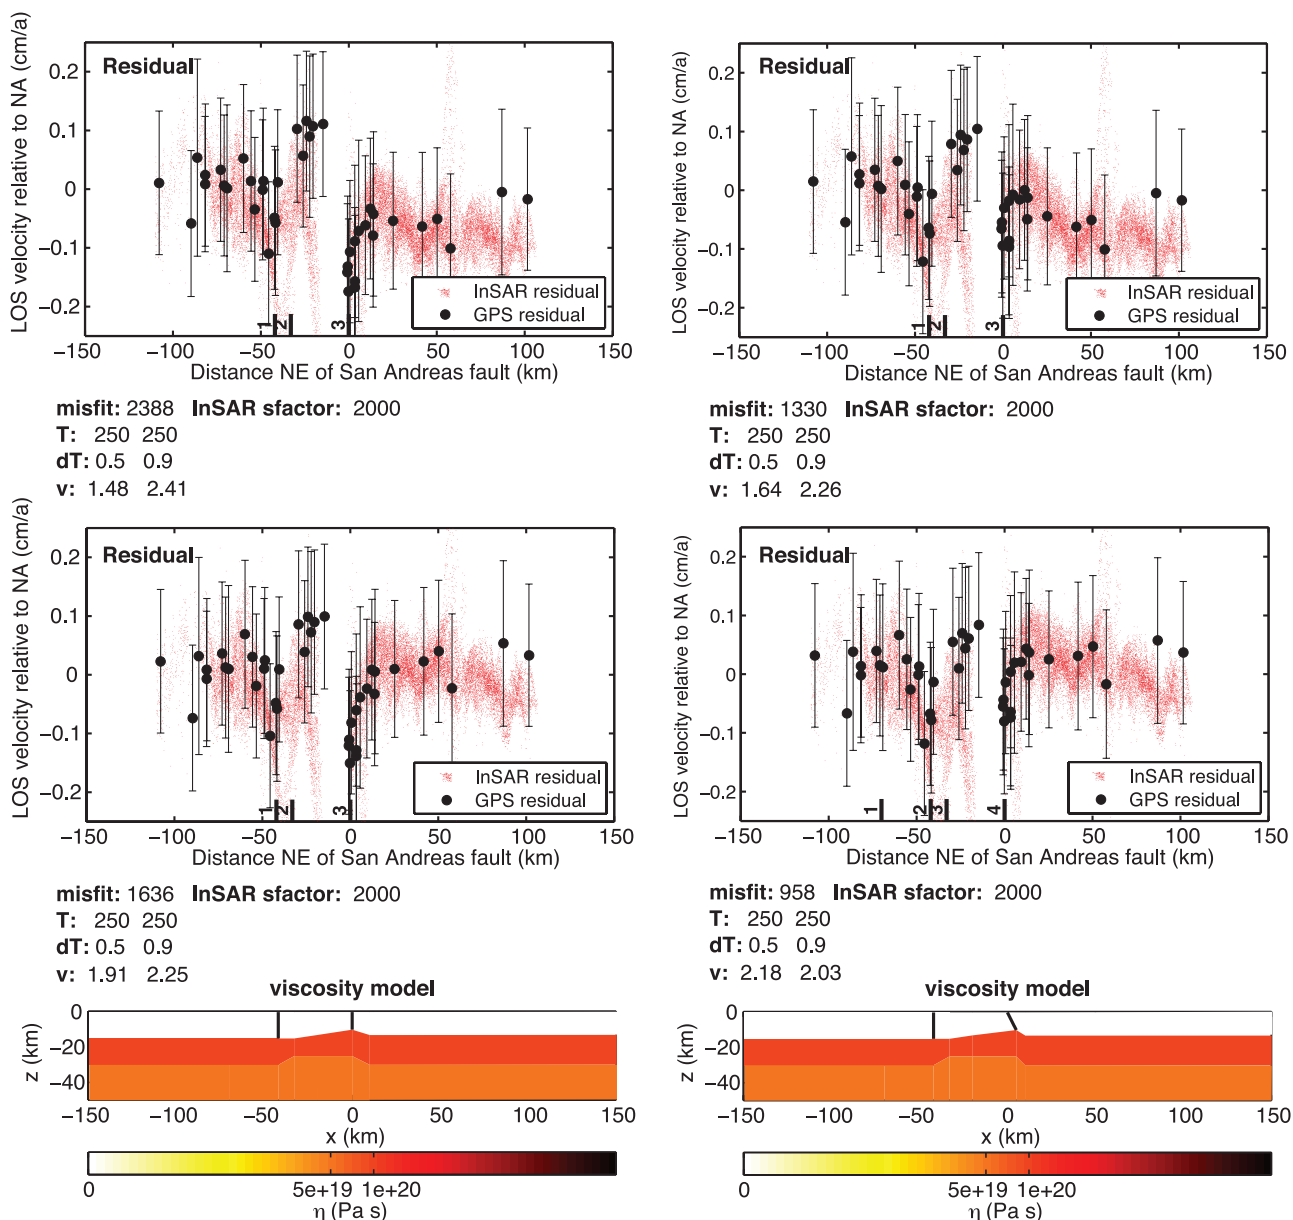 Residual
LOS velocity relative to NA (cm/a)
0.2
0.1
0
−0.1
−0.2
InSAR residual
GPS residual
1 2 3
−150 −100 −50 0 50 100 150
Distance NE of San Andreas fault (km)
misfit: 2388 InSAR sfactor: 2000
T: 250 250
dT: 0.5 0.9
v: 1.48 2.41
Residual
LOS velocity relative to NA (cm/a)
0.2
0.1
0
−0.1
−0.2
InSAR residual
GPS residual
1 2 3
−150 −100 −50 0 50 100 150
Distance NE of San Andreas fault (km)
misfit: 1330 InSAR sfactor: 2000
T: 250 250
dT: 0.5 0.9
v: 1.64 2.26
Residual
LOS velocity relative to NA (cm/a)
0.2
0.1
0
−0.1
−0.2
InSAR residual
GPS residual
1 2 3
−150 −100 −50 0 50 100 150
Distance NE of San Andreas fault (km)
misfit: 1636 InSAR sfactor: 2000
T: 250 250
dT: 0.5 0.9
v: 1.91 2.25
Residual
LOS velocity relative to NA (cm/a)
0.2
0.1
0
−0.1
−0.2
InSAR residual
GPS residual
1 2 3 4
−150 −100 −50 0 50 100 150
Distance NE of San Andreas fault (km)
misfit: 958 InSAR sfactor: 2000
T: 250 250
dT: 0.5 0.9
v: 2.18 2.03
viscosity model
z (km)
0
−20
−40
−150 −100 −50 0 50 100 150
x (km)
0 5e+19 1e+20
η (Pa s)
viscosity model
z (km)
0
−20
−40
−150 −100 −50 0 50 100 150
x (km)
0 5e+19 1e+20
η (Pa s)